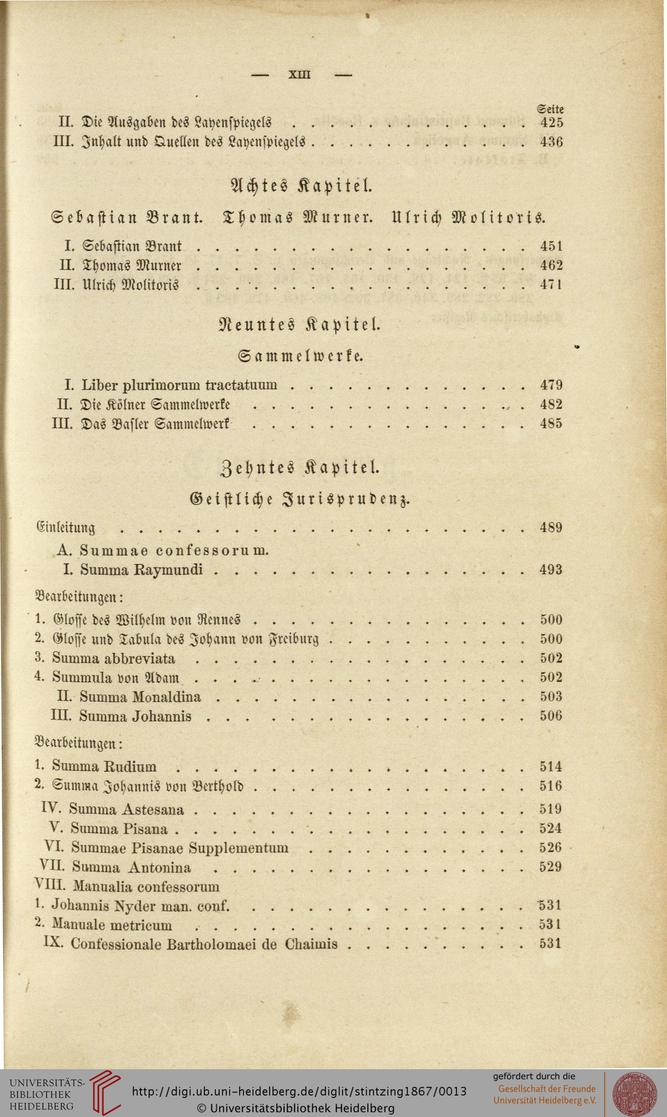 — XIII —
Seite
II. Die Ausgaben des Layenspiegels . . . . . . . . . . . . 425
III. Inhalt und Quellen des Layenspiegels . . . . . . . . . . . 436
Achtes Kapitel.
Sebastian Brant. Thomas Murner. Ulrich Molitoris.
I. Sebastian Brant . . . . . . . . . . . . . . . . . 451
II. Thomas Murner . . . . . . . . . . . . . . . . . 462
III. Ulrich Molitoris . . . . . . . . . . . . . . . . . 471
Neuntes Kapitel.
Sammelwerke.
I. Liber plurimorum tractatuum . . . . . . . . . . . . 479
II. Die Kölner Sammelwerke . . . . . . . . . . . . . . 482
III. Das Basler Sammelwerk . . . . . . . . . . . . . . 485
Zehntes Kapitel.
Geistliche Jurisprudenz.
Einleitung . . . . . . . . . . . . . . . . . . . . 489
A. Summae confessorum.
I. Summa Raymundi . . . . . . . . . . . . . . . . 493
Bearbeitungen:
1. Glosse des Wilhelm von Rennes . . . . . . . . . . . . . 500
2. Glosse und Tabula des Johann von Freiburg . . . . . . . . . . 500
3. Summa abbreviata . . . . . . . . . . . . . . . . 502
4. Summula von Adam . . . . . . . . . . . . . . . . 502
II. Summa Monaldina . . . . . . . . . . . . . . . . 503
III. Summa Johannis . . . . . . . . . . . . . . . . 506
Bearbeitungen:
1. Summa Rudium . . . . . . . . . . . . . . . . . 514
2. Summa Johannis von Berthold . . . . . . . . . . . . . 516
IV. Summa Astesana . . . . . . . . . . . . . . . . 519
V. Summa Pisana . . . . . . . . . . . . . . . . . 524
VI. Summae Pisanae Supplementum . . . . . . . . . . . 526
VII. Summa Antonina . . . . . . . . . . . . . . . . 529
VIII. Manualia confessorum
1. Johannis Nyder man. conf. . . . . . . . . . . . . . . . 531
2. Manuale metricum . . . . . . . . . . . . . . . . 531
IX. Confessionale Bartholomaei de Chaimis . . . . . . . . . . 531
UNIVERSITÄTS-
BIBLIOTHEK
HEIDELBERG
http://digi.ub.uni-heidelberg.de/diglit/stintzing1867/0013
© Universitätsbibliothek Heidelberg
gefördert durch die
Gesellschaft der Freunde
Universität Heidelberg e.V.